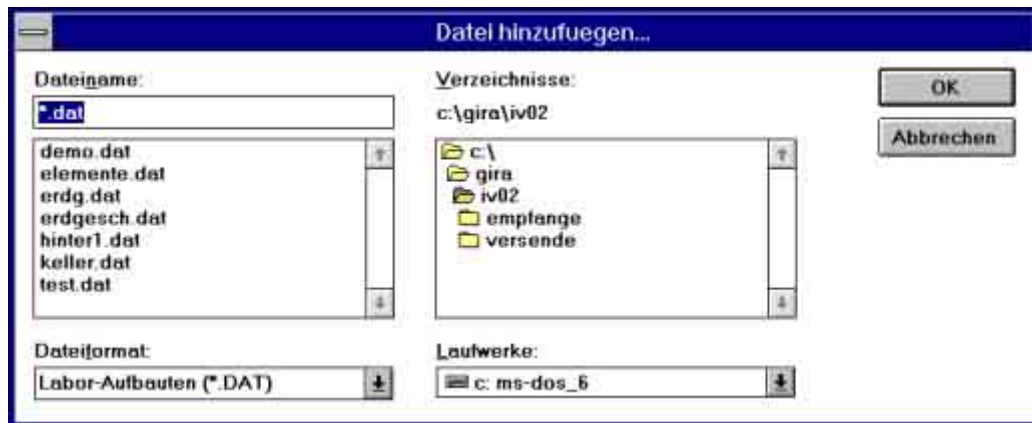 Datei hinzufuegen...
Dateiname:
*.dat
demo.dat
elemente.dat
erdg.dat
erdgesch.dat
hinter1.dat
keller.dat
test.dat
Dateiformat:
Labor-Aufbauten (*.DAT)
Verzeichnisse:
c:\gira\iv02
c:\
gira
iv02
empfange
versende
Laufwerke:
c: ms-dos_6
OK
Abbrechen